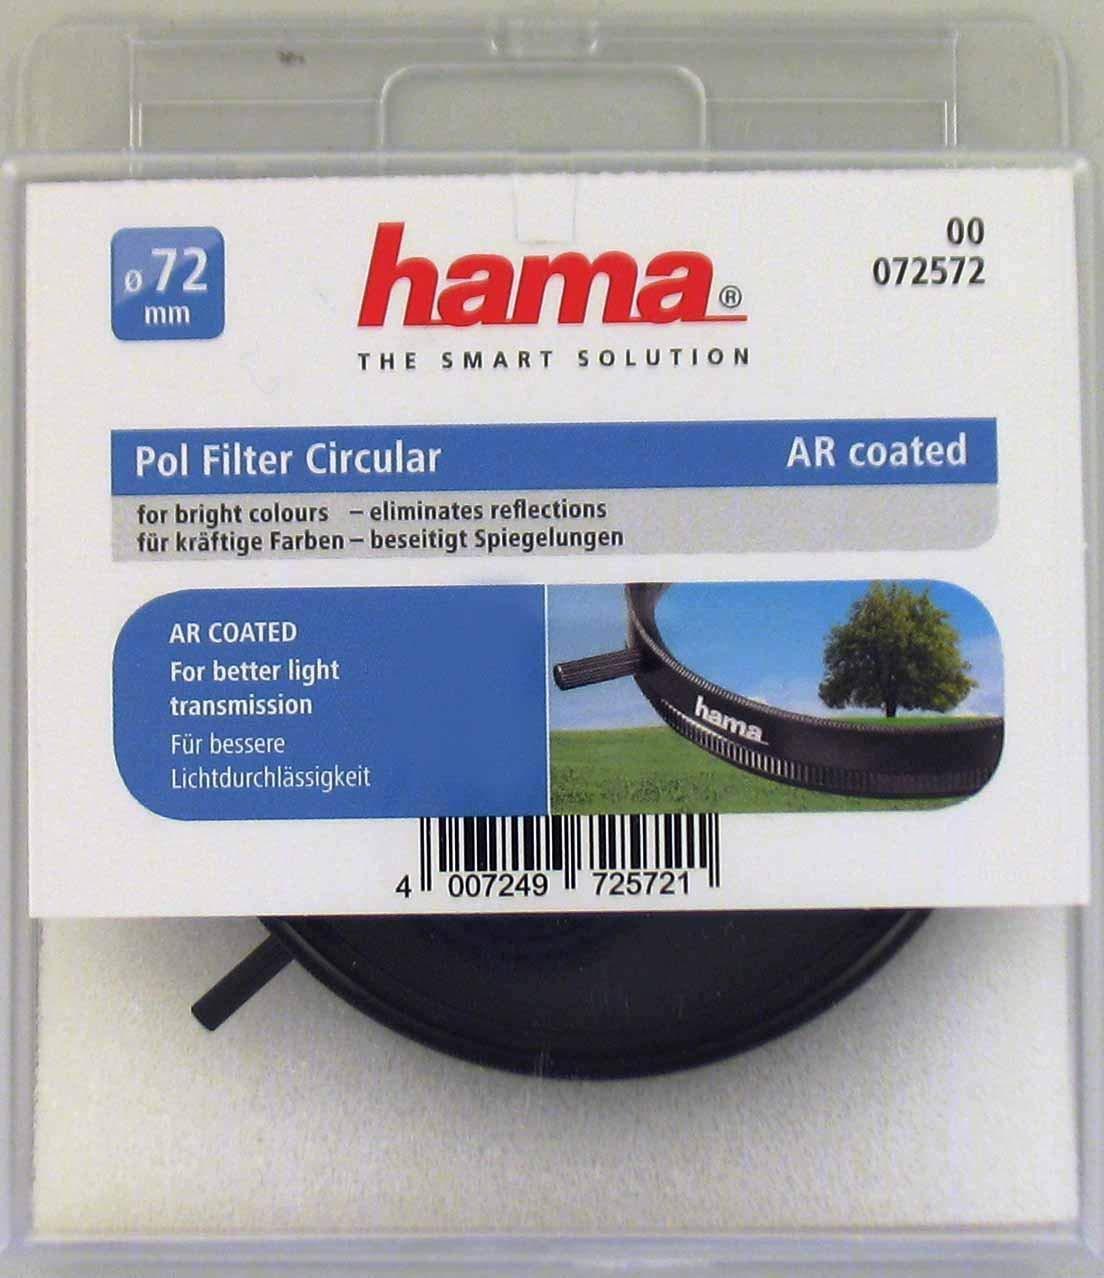 ø 72
mm
hama®
THE SMART SOLUTION
00
072572
Pol Filter Circular AR coated
for bright colours – eliminates reflections
für kräftige Farben – beseitigt Spiegelungen
AR COATED
For better light
transmission
Für bessere
Lichtdurchlässigkeit
hama
4 007249 725721